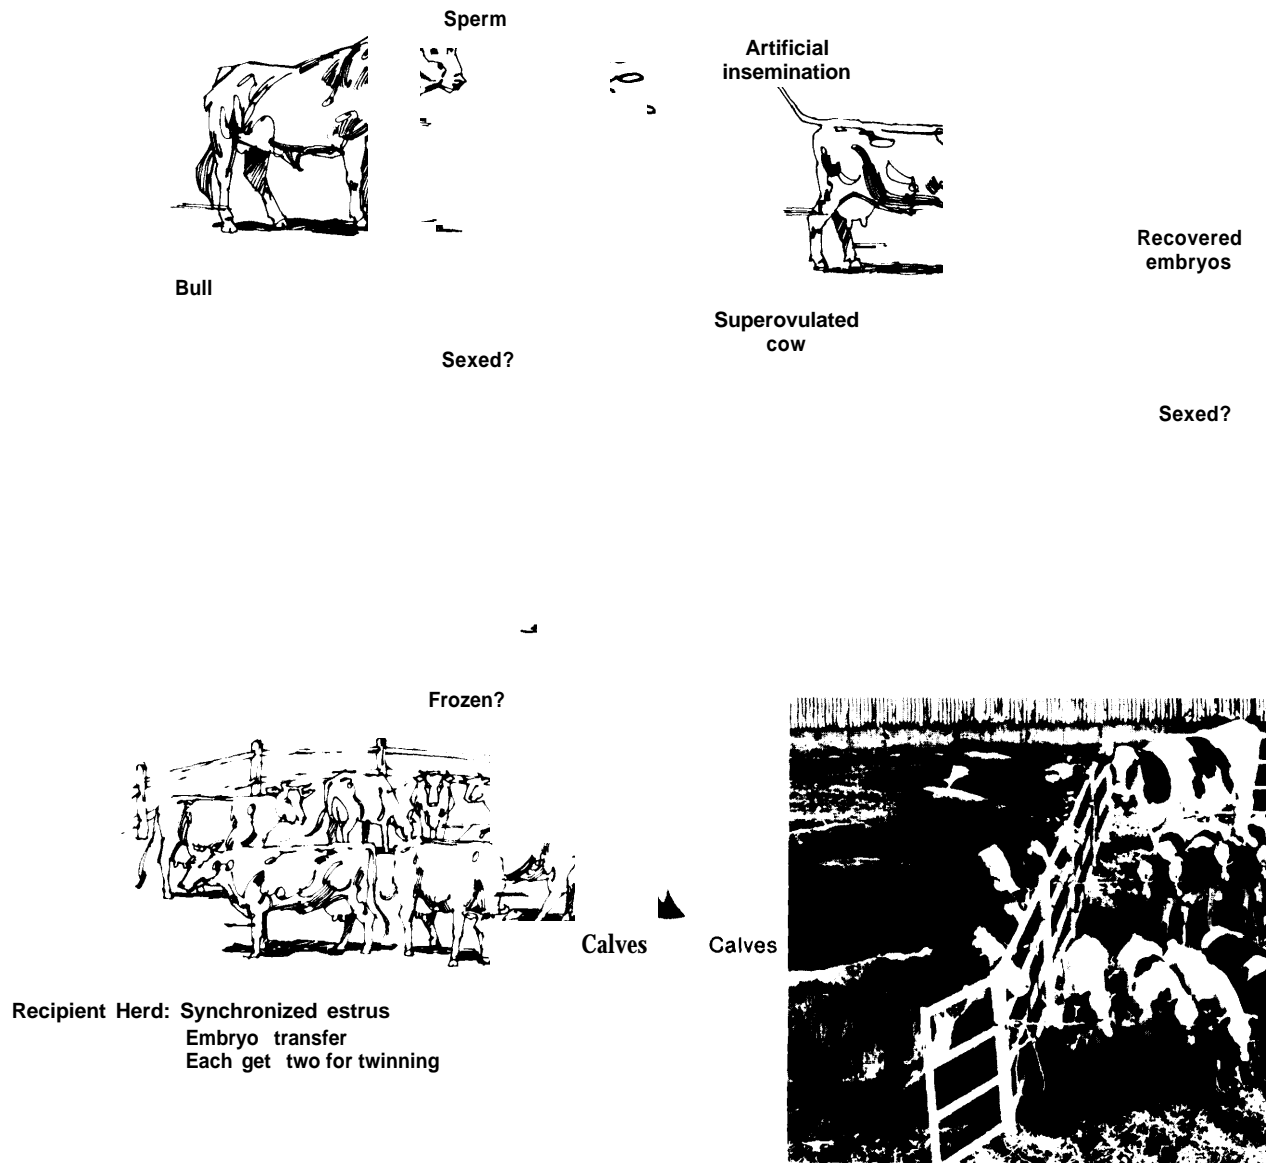 Sperm
Artificial
insemination
Recovered
embryos
Bull
Superovulated
cow
Sexed?
Sexed?
Frozen?
Calves
Calves
Recipient Herd: Synchronized estrus
Embryo transfer
Each get two for twinning